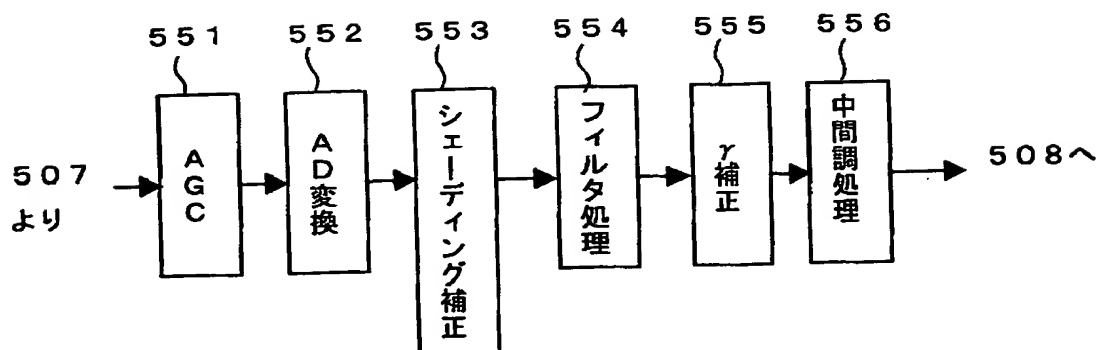 551
552
553
554
555
556
507
より
AGC
AD変換
シェーディング補正
フィルタ処理
γ補正
中間調処理
508へ